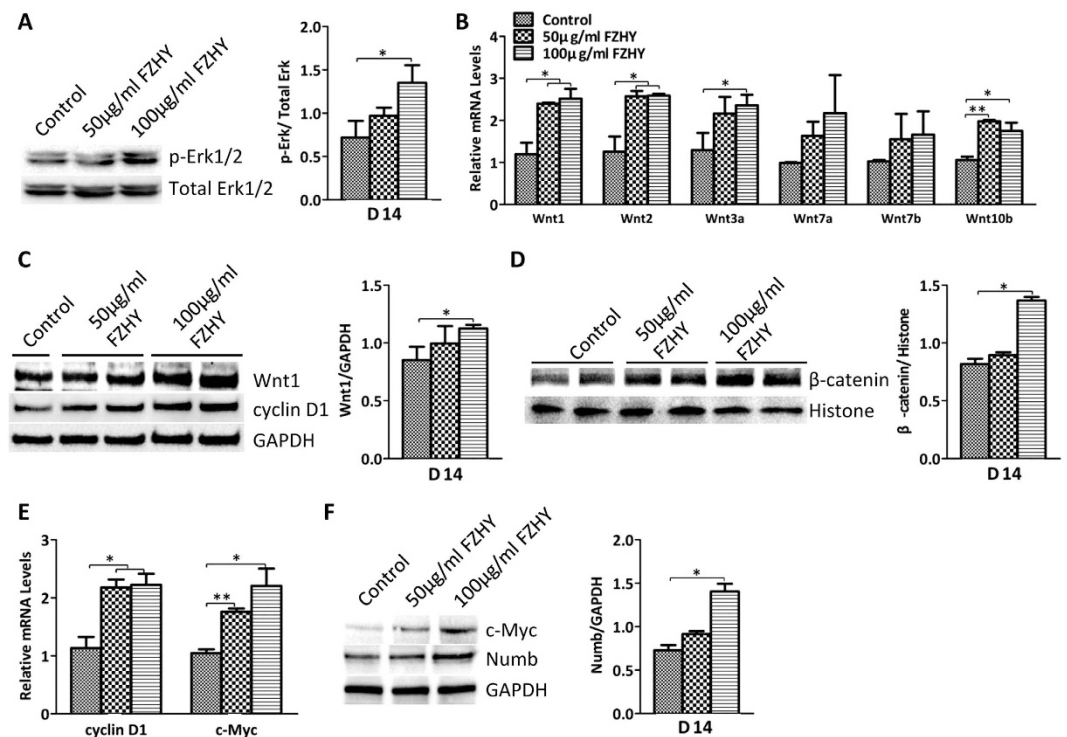 A
Control
50µg/ml FZHY
100µg/ml FZHY
p-Erk1/2
Total Erk1/2
p-Erk/ Total Erk
2.0
1.5
1.0
0.5
0.0
*
D 14
B
Control
50µg/ml FZHY
100µg/ml FZHY
Relative mRNA Levels
4
3
2
1
0
* * * ** *
Wnt1 Wnt2 Wnt3a Wnt7a Wnt7b Wnt10b
C
Control
50µg/ml
FZHY
100µg/ml
FZHY
Wnt1
cyclin D1
GAPDH
Wnt1/GAPDH
1.5
1.0
0.5
0.0
*
D 14
D
Control
50µg/ml
FZHY
100µg/ml
FZHY
β-catenin
Histone
β -catenin/ Histone
1.5
1.0
0.5
0.0
*
D 14
E
Relative mRNA Levels
3
2
1
0
* ** *
cyclin D1 c-Myc
F
Control
50µg/ml FZHY
100µg/ml FZHY
c-Myc
Numb
GAPDH
Numb/GAPDH
2.0
1.5
1.0
0.5
0.0
*
D 14